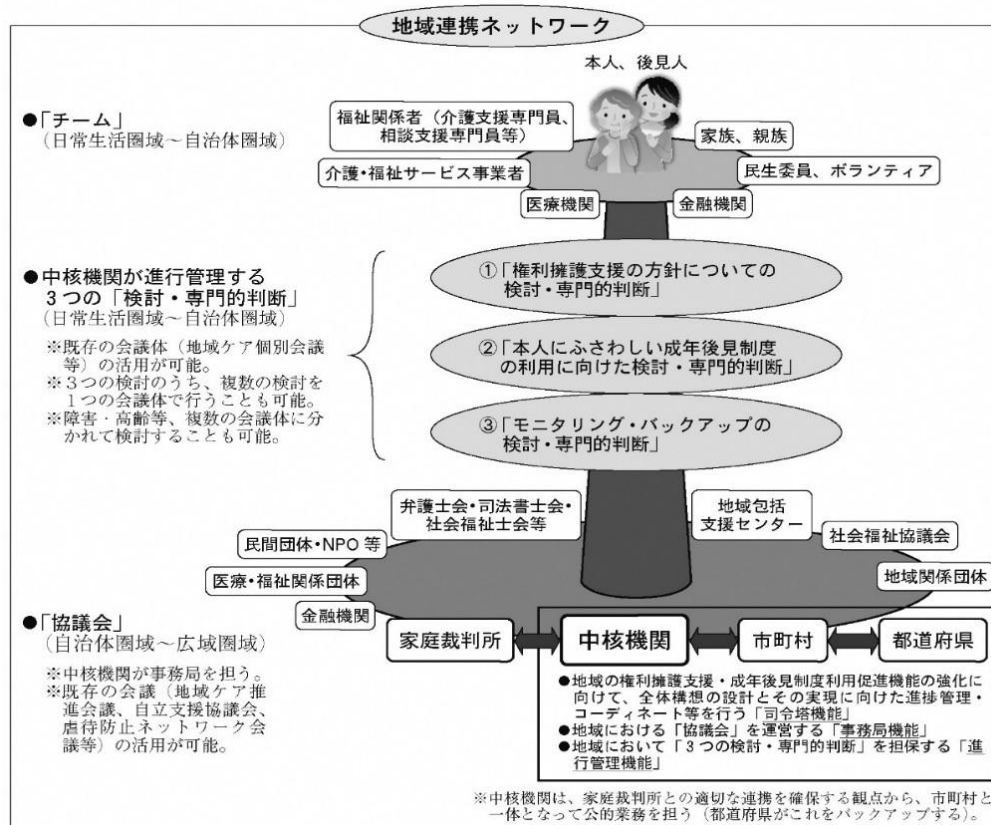 地域連携ネットワーク
本人、後見人
●「チーム」
（日常生活圏域～自治体圏域）
福祉関係者（介護支援専門員、
相談支援専門員等）
家族、親族
介護・福祉サービス事業者
民生委員、ボランティア
医療機関
金融機関
●中核機関が進行管理する
３つの「検討・専門的判断」
（日常生活圏域～自治体圏域）
※既存の会議体（地域ケア個別会議
等）の活用が可能。
※３つの検討のうち、複数の検討を
１つの会議体で行うことも可能。
※障害・高齢等、複数の会議体に分
かれて検討することも可能。
①「権利擁護支援の方針についての
検討・専門的判断」
②「本人にふさわしい成年後見制度
の利用に向けた検討・専門的判断」
③「モニタリング・バックアップの
検討・専門的判断」
弁護士会・司法書士会・
社会福祉士会等
地域包括
支援センター
民間団体・NPO 等
社会福祉協議会
医療・福祉関係団体
地域関係団体
金融機関
●「協議会」
（自治体圏域～広域圏域）
※中核機関が事務局を担う。
※既存の会議（地域ケア推
進会議、自立支援協議会、
虐待防止ネットワーク会
議等）の活用が可能。
家庭裁判所
中核機関
市町村
都道府県
●地域の権利擁護支援・成年後見制度利用促進機能の強化に
向けて、全体構想の設計とその実現に向けた進捗管理・
コーディネート等を行う「司令塔機能」
●地域における「協議会」を運営する「事務局機能」
●地域において「３つの検討・専門的判断」を担保する「進
行管理機能」
※中核機関は、家庭裁判所との適切な連携を確保する観点から、市町村と
一体となって公的業務を担う（都道府県がこれをバックアップする）。